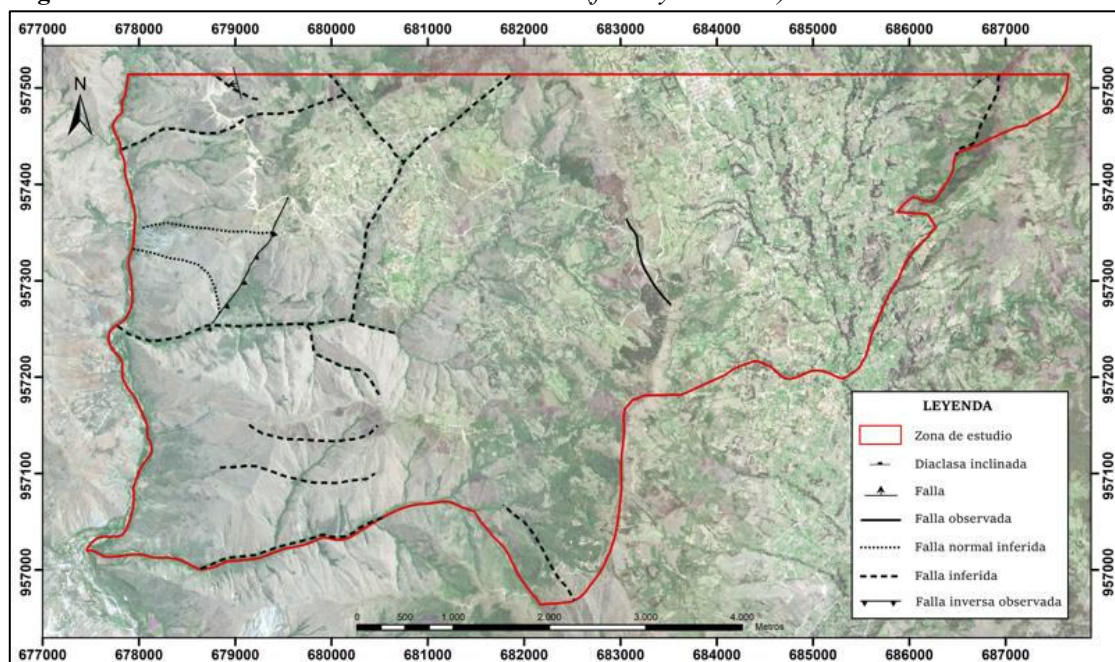 677000 678000 679000 680000 681000 682000 683000 684000 685000 686000 687000
957500 957500
N
957400 957400
957300 957300
957200 957200
957100 957100
957000 957000
LEYENDA
Zona de estudio
Diaclasa inclinada
Falla
Falla observada
Falla normal inferida
Falla inferida
Falla inversa observada
0 500 1.000 2.000 3.000 4.000
Metros
677000 678000 679000 680000 681000 682000 683000 684000 685000 686000 687000